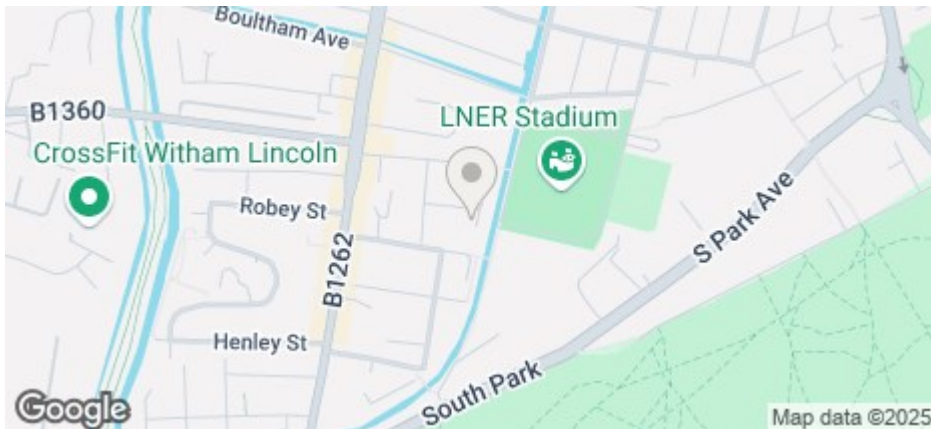 Boultham Ave
B1360
LNER Stadium
CrossFit Witham Lincoln
Robey St
S Park Ave
B1262
Henley St
South Park
Google
Map data ©2025